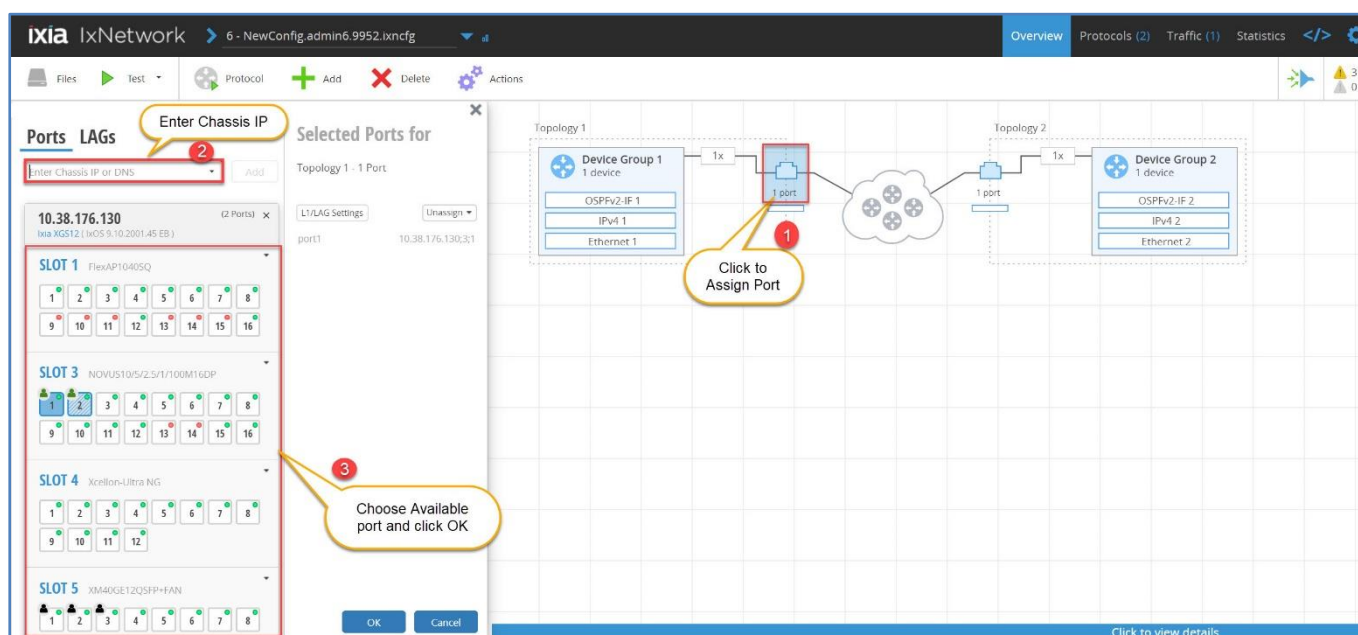 ixia IxNetwork 6 - NewConfig.admin6.9952.ixncfg Overview Protocols (2) Traffic (1) Statistics </>
Files Test Protocol Add Delete Actions 3
0
Ports LAGs
Enter Chassis IP
2
Enter Chassis IP or DNS Add
10.38.176.130 (2 Ports) ×
Ixia XGS12 ( IxOS 9.10.2001.45 EB )
SLOT 1 FlexAP1040SQ
1 2 3 4 5 6 7 8
9 10 11 12 13 14 15 16
SLOT 3 NOVUS10/5/2.5/1/100M16DP
1 2 3 4 5 6 7 8
9 10 11 12 13 14 15 16
SLOT 4 Xcellon-Ultra NG
1 2 3 4 5 6 7 8
9 10 11 12
SLOT 5 XM40GE12QSFP+FAN
1 2 3 4 5 6 7 8
Selected Ports for
Topology 1 - 1 Port
L1/LAG Settings Unassign
port1 10.38.176.130;3;1
3
Choose Available
port and click OK
OK Cancel
Topology 1
Device Group 1
1 device
OSPFv2-IF 1
IPv4 1
Ethernet 1
1x
1 port
1
Click to
Assign Port
Topology 2
1 port
1x
Device Group 2
1 device
OSPFv2-IF 2
IPv4 2
Ethernet 2
Click to view details